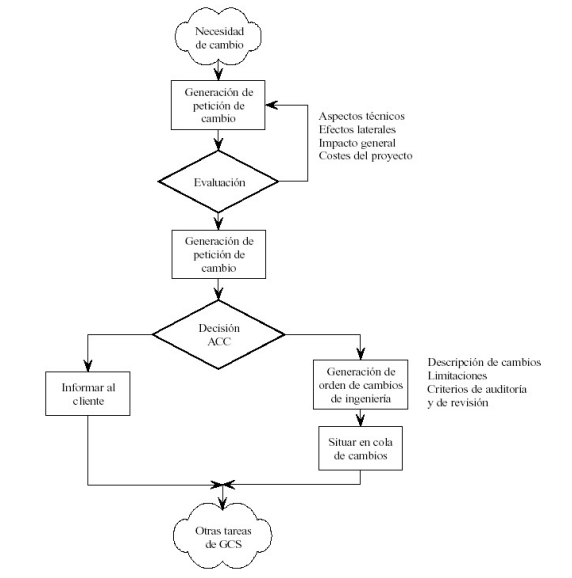 Necesidad
de cambio
Generación de
petición de
cambio
Aspectos técnicos
Efectos laterales
Impacto general
Costes del proyecto
Evaluación
Generación de
petición de
cambio
Decisión
ACC
Informar al
cliente
Generación de
orden de cambios
de ingeniería
Descripción de cambios
Limitaciones
Criterios de auditoría
y de revisión
Situar en cola
de cambios
Otras tareas
de GCS